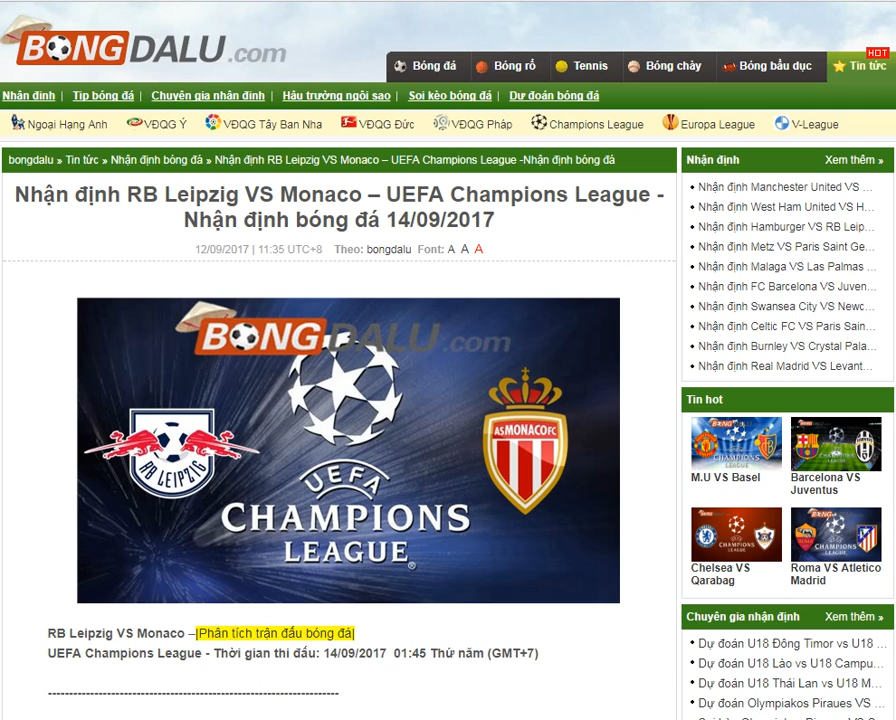 BONGDALU.com
Bóng đá Bóng rổ Tennis Bóng chày Bóng bầu dục Tin tức HOT
Nhận định | Tip bóng đá | Chuyên gia nhận định | Hậu trường ngôi sao | Soi kèo bóng đá | Dự đoán bóng đá
Ngoại Hạng Anh VĐQG Ý VĐQG Tây Ban Nha VĐQG Đức VĐQG Pháp Champions League Europa League V-League
bongdalu » Tin tức » Nhận định bóng đá » Nhận định RB Leipzig VS Monaco – UEFA Champions League -Nhận định bóng đá
Nhận định RB Leipzig VS Monaco – UEFA Champions League -
Nhận định bóng đá 14/09/2017
12/09/2017 | 11:35 UTC+8 Theo: bongdalu Font: A A A
BONGDALU.com
RB LEIPZIG
AS MONACO FC
UEFA
CHAMPIONS
LEAGUE®
RB Leipzig VS Monaco –|Phân tích trận đấu bóng đá|
UEFA Champions League - Thời gian thi đấu: 14/09/2017 01:45 Thứ năm (GMT+7)
---------------------------------------------------------------------
Nhận định Xem thêm »
Nhận định Manchester United VS ...
Nhận định West Ham United VS H...
Nhận định Hamburger VS RB Leip...
Nhận định Metz VS Paris Saint Ge...
Nhận định Malaga VS Las Palmas ...
Nhận định FC Barcelona VS Juven...
Nhận định Swansea City VS Newc...
Nhận định Celtic FC VS Paris Sain...
Nhận định Burnley VS Crystal Pala...
Nhận định Real Madrid VS Levant...
Tin hot
M.U VS Basel
Barcelona VS
Juventus
Chelsea VS
Qarabag
Roma VS Atletico
Madrid
Chuyên gia nhận định Xem thêm »
Dự đoán U18 Đông Timor vs U18 ...
Dự đoán U18 Lào vs U18 Campu...
Dự đoán U18 Thái Lan vs U18 M...
Dự đoán Olympiakos Piraues VS ...